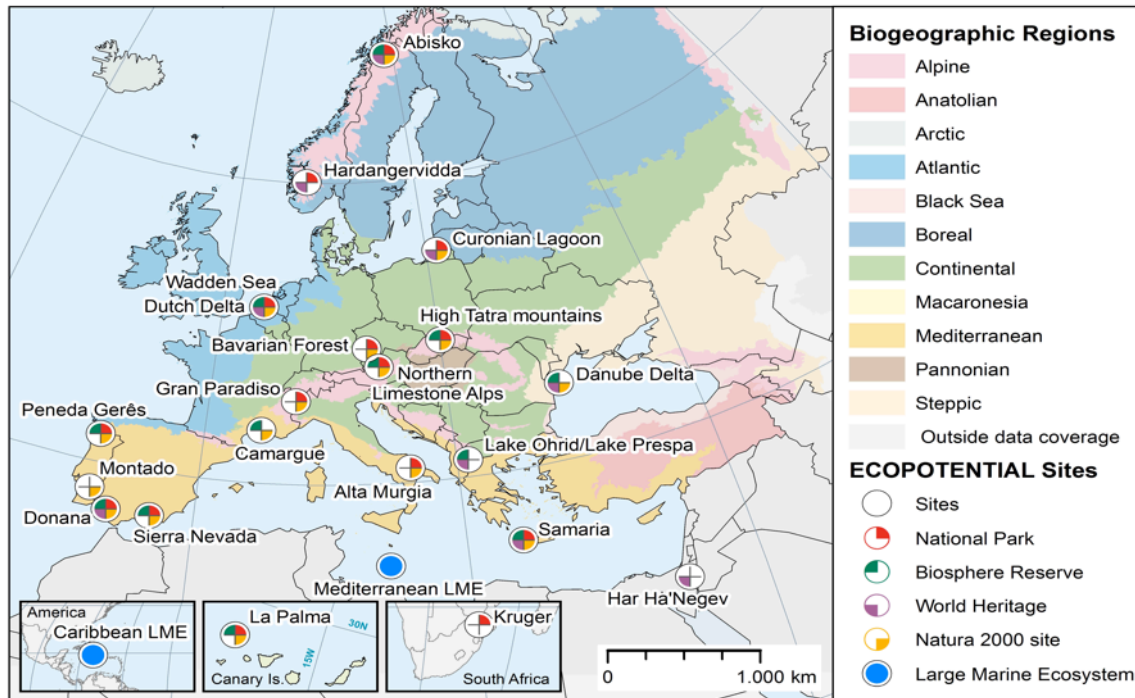 Abisko
Hardangervidda
Curonian Lagoon
Wadden Sea
Dutch Delta
High Tatra mountains
Bavarian Forest
Northern
Limestone Alps
Danube Delta
Gran Paradiso
Peneda Gerês
Camargue
Lake Ohrid/Lake Prespa
Montado
Alta Murgia
Donana
Sierra Nevada
Samaria
Mediterranean LME
Har Hà'Negev
America
Caribbean LME
La Palma
30N
15W
Canary Is.
Kruger
South Africa
0
1.000 km
Biogeographic Regions
Alpine
Anatolian
Arctic
Atlantic
Black Sea
Boreal
Continental
Macaronesia
Mediterranean
Pannonian
Steppic
Outside data coverage
ECOPOTENTIAL Sites
Sites
National Park
Biosphere Reserve
World Heritage
Natura 2000 site
Large Marine Ecosystem